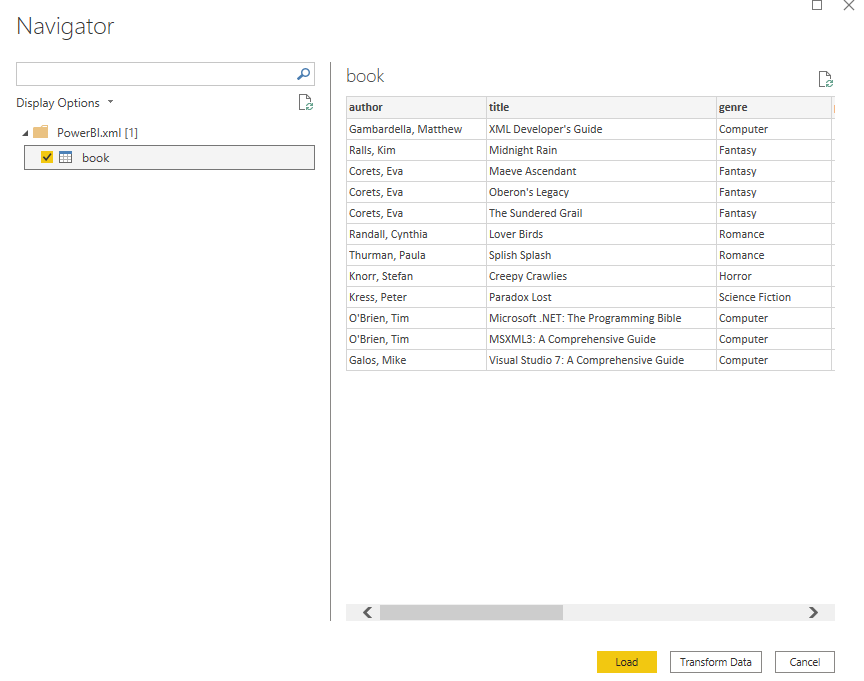 Navigator
Display Options
PowerBI.xml [1]
book
book
author title genre
Gambardella, Matthew XML Developer's Guide Computer
Ralls, Kim Midnight Rain Fantasy
Corets, Eva Maeve Ascendant Fantasy
Corets, Eva Oberon's Legacy Fantasy
Corets, Eva The Sundered Grail Fantasy
Randall, Cynthia Lover Birds Romance
Thurman, Paula Splish Splash Romance
Knorr, Stefan Creepy Crawlies Horror
Kress, Peter Paradox Lost Science Fiction
O'Brien, Tim Microsoft .NET: The Programming Bible Computer
O'Brien, Tim MSXML3: A Comprehensive Guide Computer
Galos, Mike Visual Studio 7: A Comprehensive Guide Computer
Load Transform Data Cancel